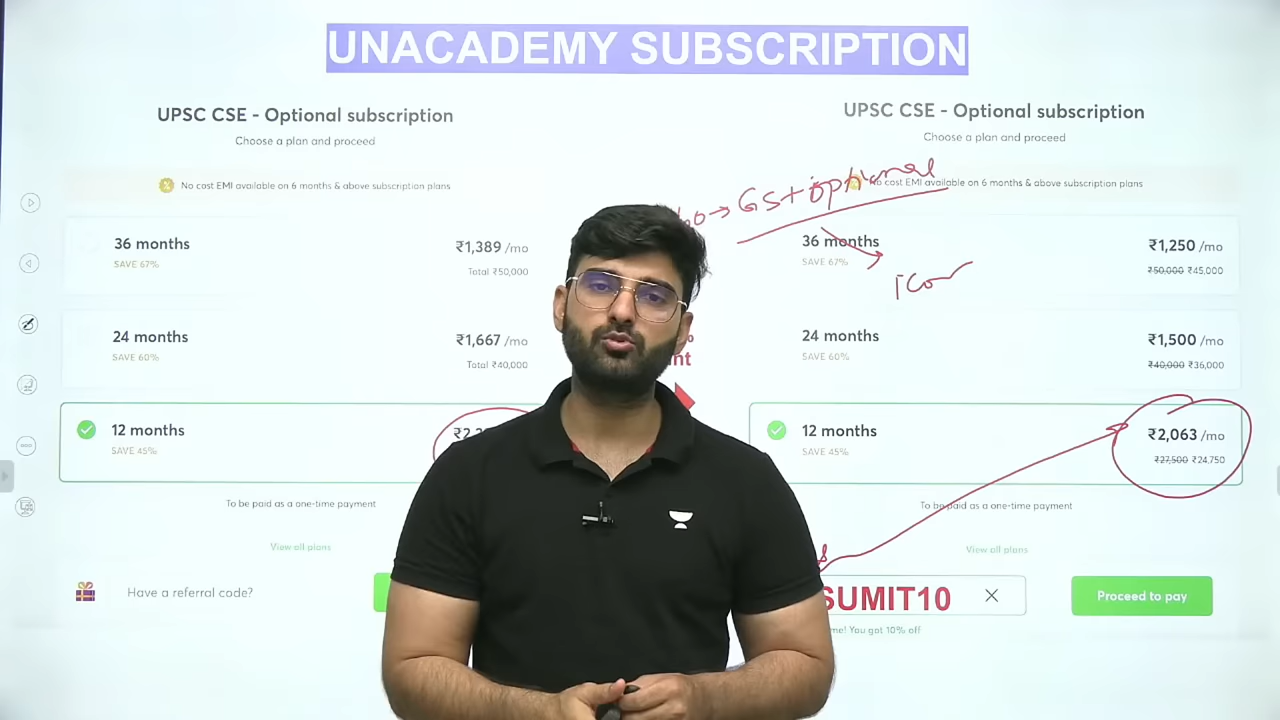 UNACADEMY SUBSCRIPTION
UPSC CSE - Optional subscription
Choose a plan and proceed
No cost EMI available on 6 months & above subscription plans
36 months
₹1,389 /mo
SAVE 67%
Total ₹50,000
24 months
₹1,667 /mo
SAVE 60%
Total ₹40,000
12 months
SAVE 45%
To be paid as a one-time payment
View all plans
Have a referral code?
UPSC CSE - Optional subscription
Choose a plan and proceed
No cost EMI available on 6 months & above subscription plans
GS + optional
36 months
₹1,250 /mo
SAVE 67%
₹50,000 ₹45,000
24 months
₹1,500 /mo
SAVE 60%
₹40,000 ₹36,000
12 months
₹2,063 /mo
SAVE 45%
₹27,500 ₹24,750
To be paid as a one-time payment
View all plans
SUMIT10
Proceed to pay
You got 10% off